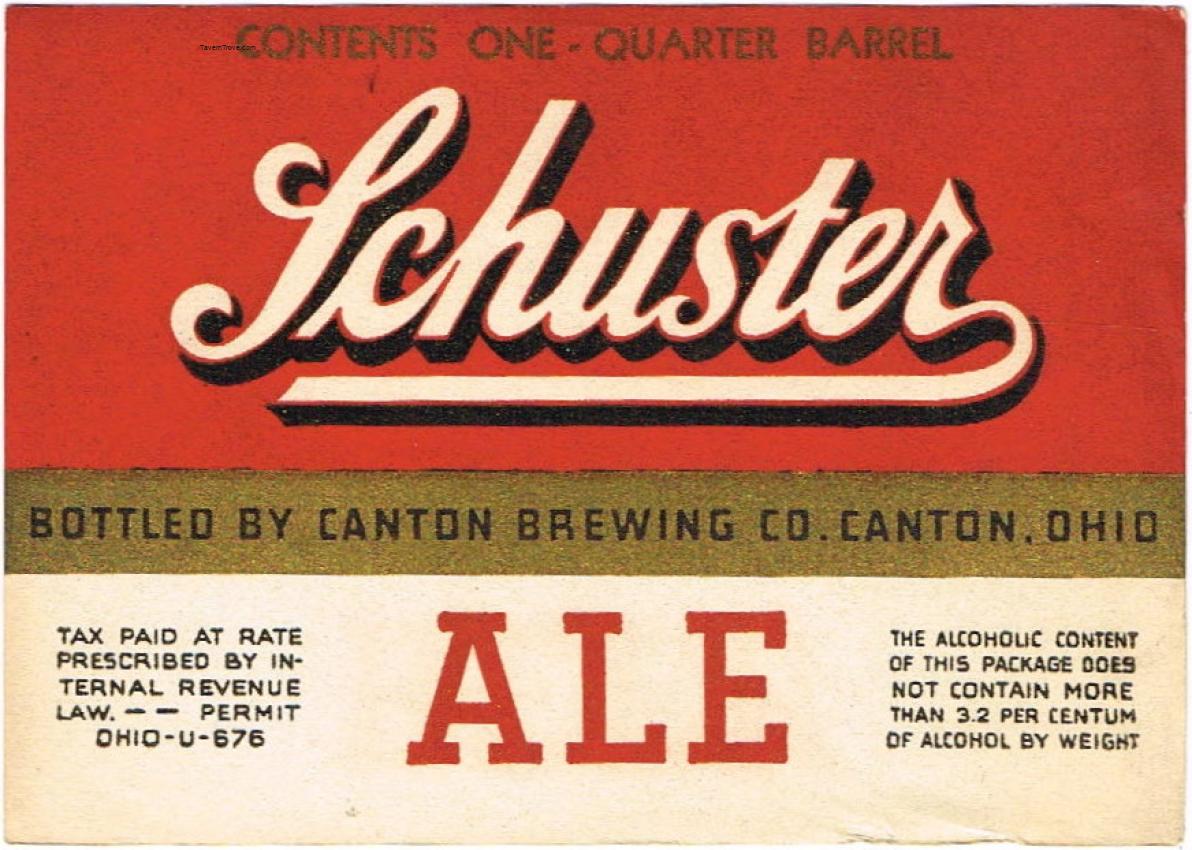 CONTENTS ONE - QUARTER BARREL
TavernTrove.com
Schuster
BOTTLED BY CANTON BREWING CO. CANTON, OHIO
ALE
TAX PAID AT RATE
PRESCRIBED BY IN-
TERNAL REVENUE
LAW. — — PERMIT
OHIO-U-676
THE ALCOHOLIC CONTENT
OF THIS PACKAGE DOES
NOT CONTAIN MORE
THAN 3.2 PER CENTUM
OF ALCOHOL BY WEIGHT